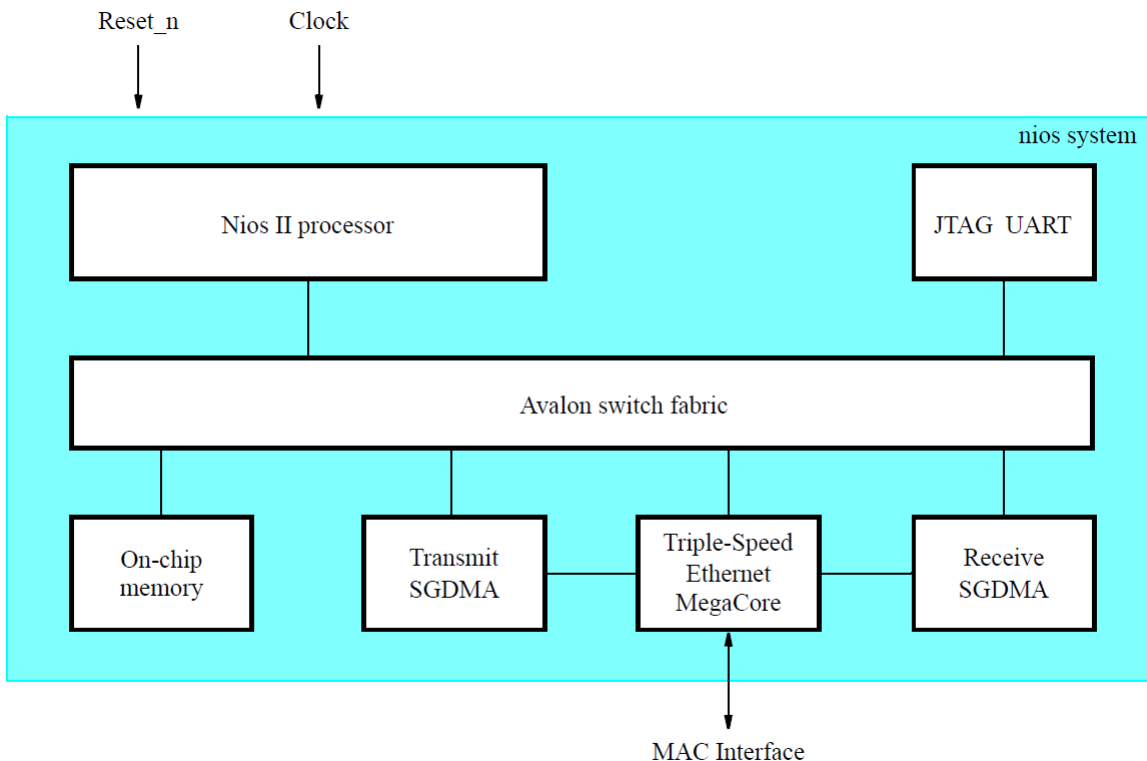 Reset_n
Clock
nios system
Nios II processor
JTAG UART
Avalon switch fabric
On-chip
memory
Transmit
SGDMA
Triple-Speed
Ethernet
MegaCore
Receive
SGDMA
MAC Interface